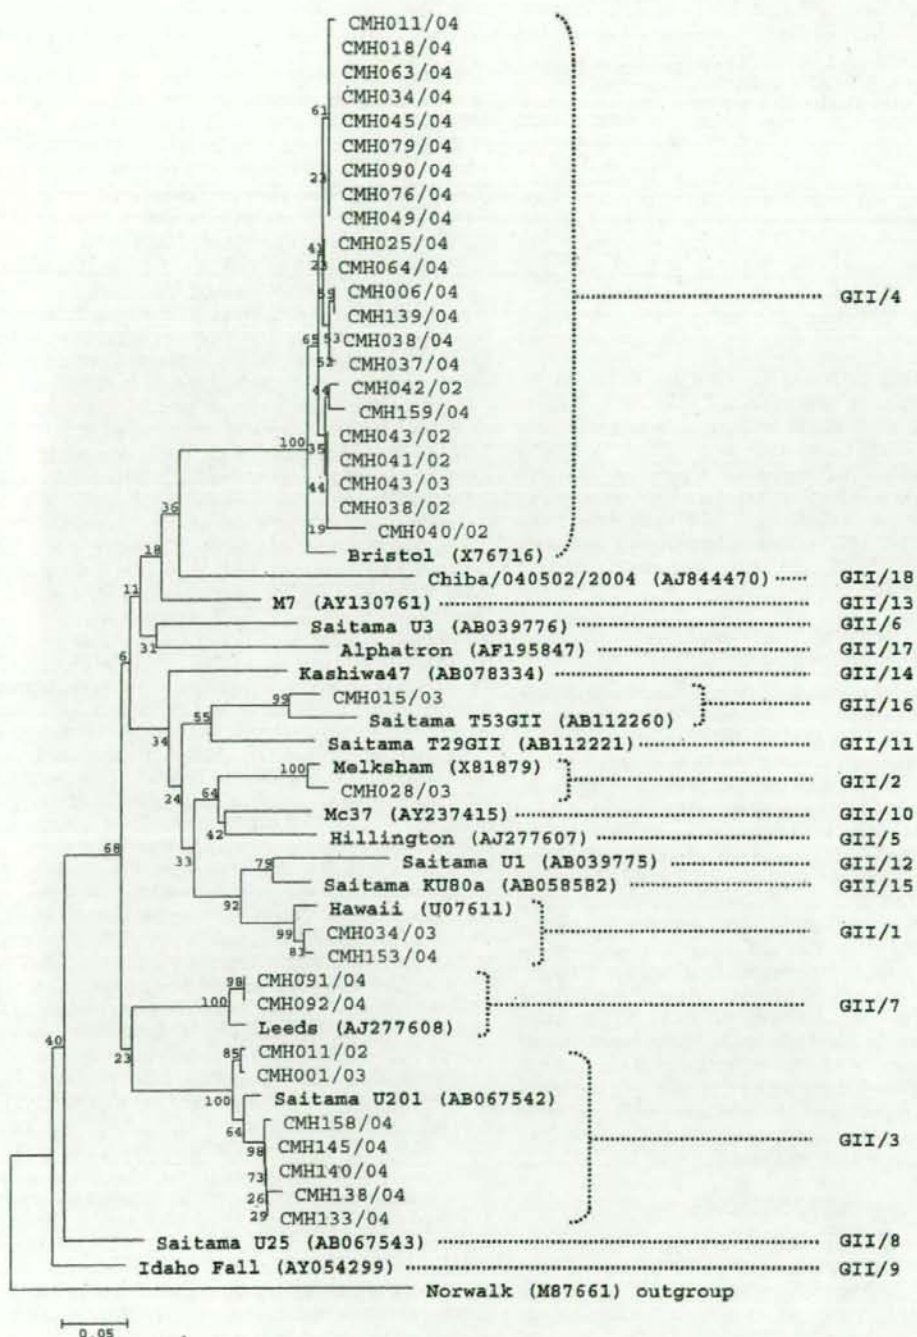 CMH011/04
CMH018/04
CMH063/04
CMH034/04
61
CMH045/04
CMH079/04
23
CMH090/04
CMH076/04
CMH049/04
41
CMH025/04
23
CMH064/04
59
CMH006/04
GII/4
CMH139/04
65
53
CMH038/04
52
CMH037/04
44
CMH042/02
CMH159/04
100
35
CMH043/02
CMH041/02
44
CMH043/03
CMH038/02
36
19
CMH040/02
18
Bristol (X76716)
Chiba/040502/2004 (AJ844470) GII/18
11
M7 (AY130761) GII/13
Saitama U3 (AB039776) GII/6
31
Alphatron (AF195847) GII/17
6
Kashiwa47 (AB078334) GII/14
99
CMH015/03
GII/16
55
Saitama T53GII (AB112260)
34
Saitama T29GII (AB112221) GII/11
100
Melksham (X81879)
GII/2
24
64
CMH028/03
Mc37 (AY237415) GII/10
42
Hillington (AJ277607) GII/5
68
33
79
Saitama U1 (AB039775) GII/12
Saitama KU80a (AB058582) GII/15
92
Hawaii (U07611)
99
CMH034/03
GII/1
83
CMH153/04
98
CMH091/04
100
CMH092/04
GII/7
Leeds (AJ277608)
40
23
85
CMH011/02
CMH001/03
100
Saitama U201 (AB067542)
64
CMH158/04
98
CMH145/04
GII/3
73
CMH140/04
26
CMH138/04
29
CMH133/04
Saitama U25 (AB067543) GII/8
Idaho Fall (AY054299) GII/9
Norwalk (M87661) outgroup
0.05